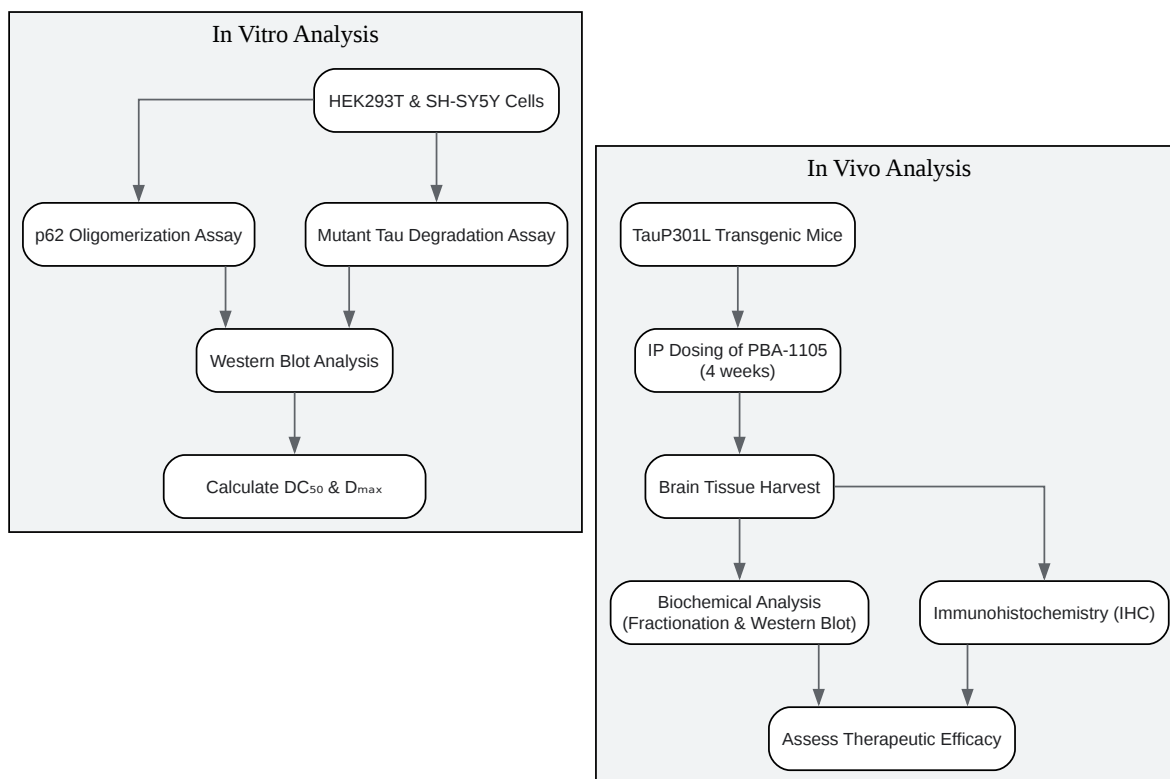 In Vitro Analysis
HEK293T & SH-SY5Y Cells
p62 Oligomerization Assay
Mutant Tau Degradation Assay
Western Blot Analysis
Calculate DC₅₀ & Dₘₐₓ
In Vivo Analysis
TauP301L Transgenic Mice
IP Dosing of PBA-1105
(4 weeks)
Brain Tissue Harvest
Biochemical Analysis
(Fractionation & Western Blot)
Immunohistochemistry (IHC)
Assess Therapeutic Efficacy